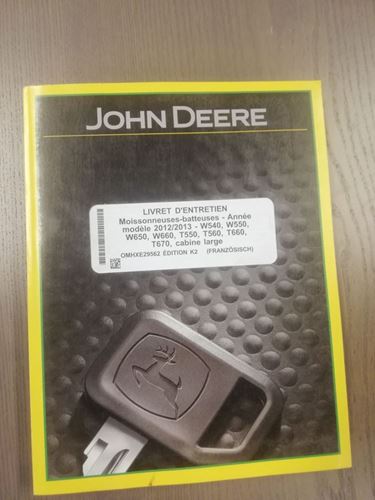 JOHN DEERE
LIVRET D'ENTRETIEN
Moissonneuses-batteuses - Année
modèle 2012/2013 - W540, W550,
W650, W660, T550, T560, T660,
T670, cabine large
OMHXE29562 ÉDITION K2 (FRANZÖSISCH)